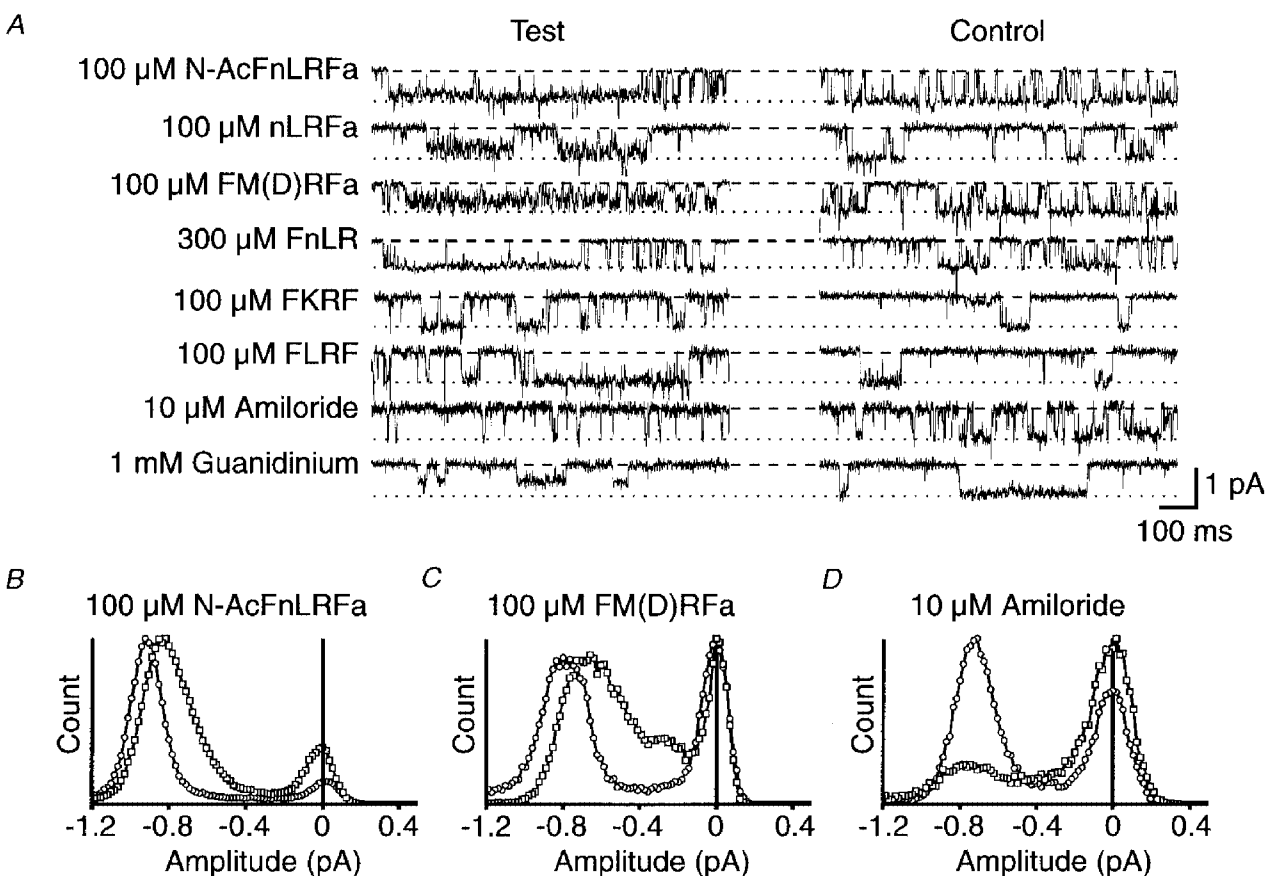 A
Test Control
100 µM N-AcFnLRFa
100 µM nLRFa
100 µM FM(D)RFa
300 µM FnLR
100 µM FKRF
100 µM FLRF
10 µM Amiloride
1 mM Guanidinium
1 pA
100 ms
B
100 µM N-AcFnLRFa
Count
-1.2 -0.8 -0.4 0 0.4
Amplitude (pA)
C
100 µM FM(D)RFa
Count
-1.2 -0.8 -0.4 0 0.4
Amplitude (pA)
D
10 µM Amiloride
Count
-1.2 -0.8 -0.4 0 0.4
Amplitude (pA)